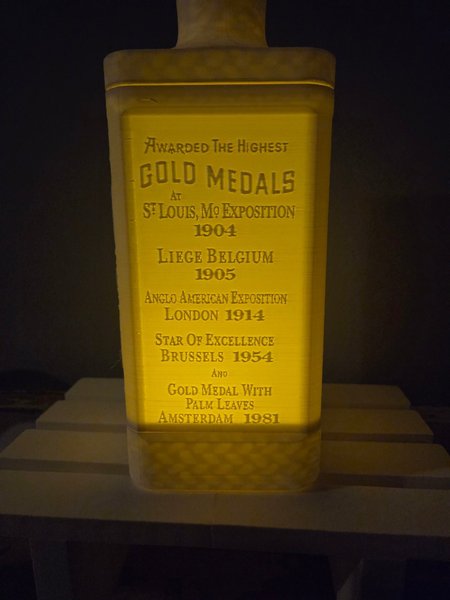 AWARDED THE HIGHEST
GOLD MEDALS
AT
ST LOUIS, MO EXPOSITION
1904
LIEGE BELGIUM
1905
ANGLO AMERICAN EXPOSITION
LONDON 1914
STAR OF EXCELLENCE
BRUSSELS 1954
AND
GOLD MEDAL WITH
PALM LEAVES
AMSTERDAM 1981